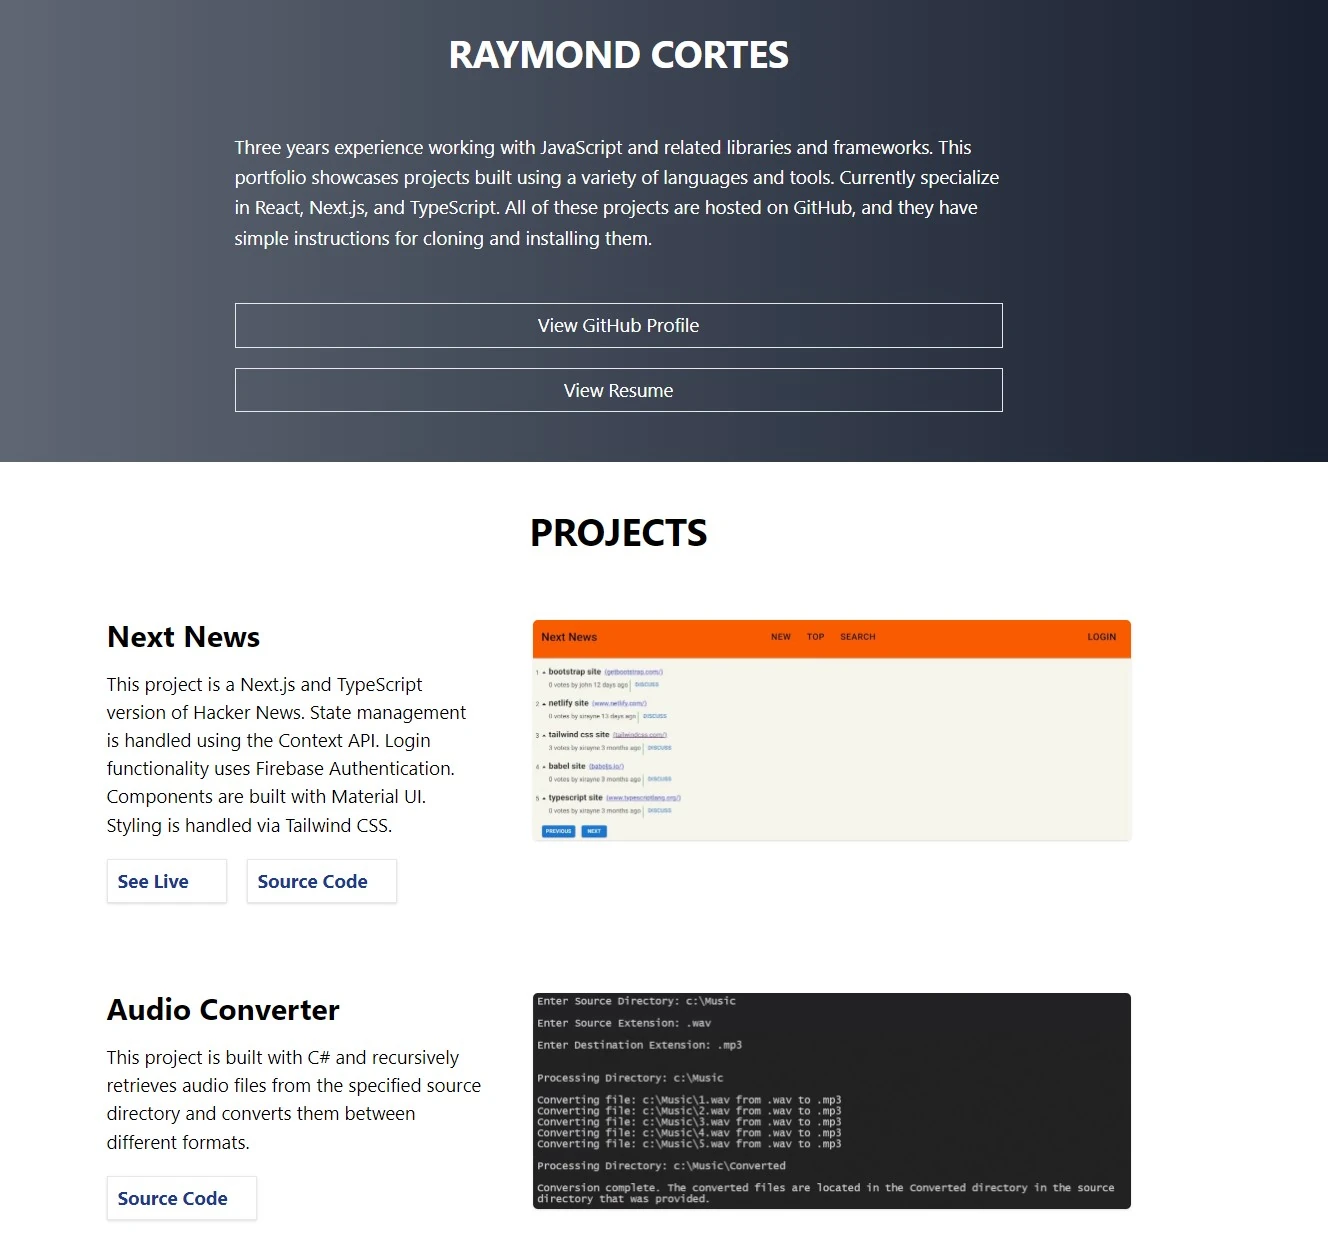 RAYMOND CORTES
Three years experience working with JavaScript and related libraries and frameworks. This
portfolio showcases projects built using a variety of languages and tools. Currently specialize
in React, Next.js, and TypeScript. All of these projects are hosted on GitHub, and they have
simple instructions for cloning and installing them.
View GitHub Profile
View Resume
PROJECTS
Next News
This project is a Next.js and TypeScript
version of Hacker News. State management
is handled using the Context API. Login
functionality uses Firebase Authentication.
Components are built with Material UI.
Styling is handled via Tailwind CSS.
See Live Source Code
Next News NEW TOP SEARCH LOGIN
1 bootstrap site (getbootstrap.com/)
0 votes by john 12 days ago | DISCUSS
2 netlify site (www.netlify.com/)
0 votes by xirayne 13 days ago | DISCUSS
3 tailwind css site (tailwindcss.com/)
3 votes by xirayne 3 months ago | DISCUSS
4 babel site (babeljs.io/)
0 votes by xirayne 3 months ago | DISCUSS
5 typescript site (www.typescriptlang.org/)
0 votes by xirayne 3 months ago | DISCUSS
PREVIOUS NEXT
Audio Converter
This project is built with C# and recursively
retrieves audio files from the specified source
directory and converts them between
different formats.
Source Code
Enter Source Directory: c:\Music
Enter Source Extension: .wav
Enter Destination Extension: .mp3
Processing Directory: c:\Music
Converting file: c:\Music\1.wav from .wav to .mp3
Converting file: c:\Music\2.wav from .wav to .mp3
Converting file: c:\Music\3.wav from .wav to .mp3
Converting file: c:\Music\4.wav from .wav to .mp3
Converting file: c:\Music\5.wav from .wav to .mp3
Processing Directory: c:\Music\Converted
Conversion complete. The converted files are located in the Converted directory in the source
directory that was provided.